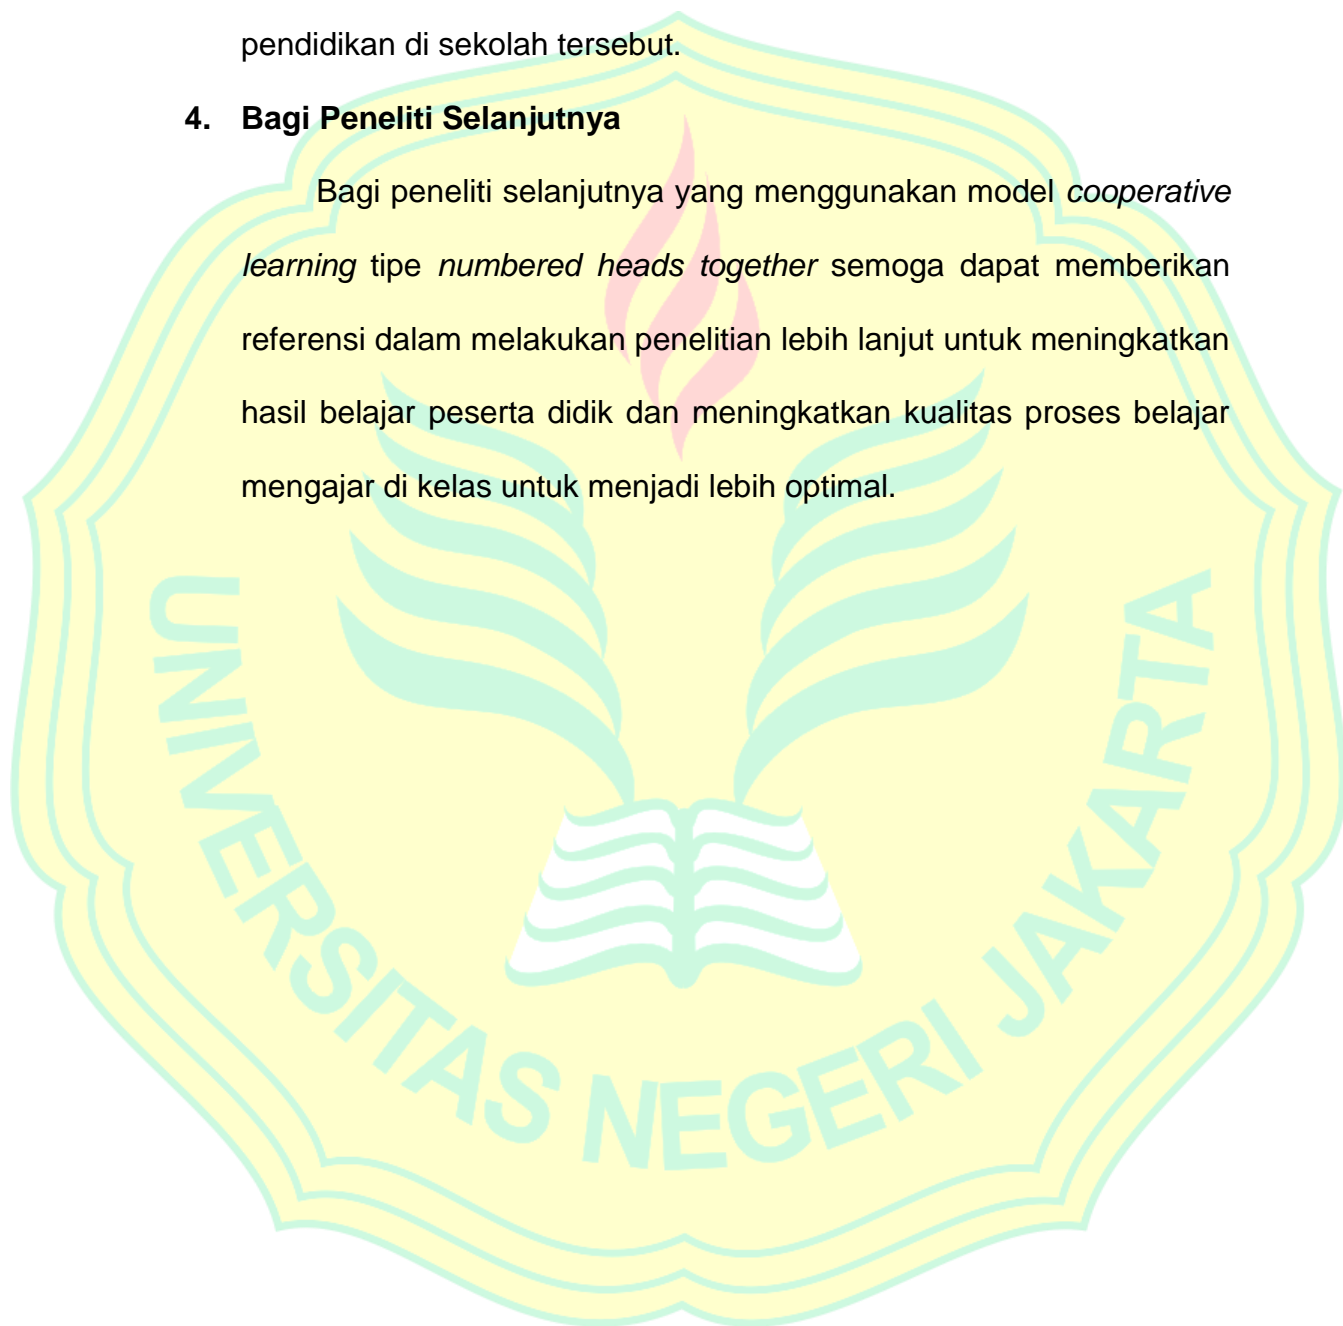 pendidikan di sekolah tersebut.
4. Bagi Peneliti Selanjutnya
Bagi peneliti selanjutnya yang menggunakan model cooperative
learning tipe numbered heads together semoga dapat memberikan
referensi dalam melakukan penelitian lebih lanjut untuk meningkatkan
hasil belajar peserta didik dan meningkatkan kualitas proses belajar
mengajar di kelas untuk menjadi lebih optimal.
UNIVERSITAS NEGERI JAKARTA